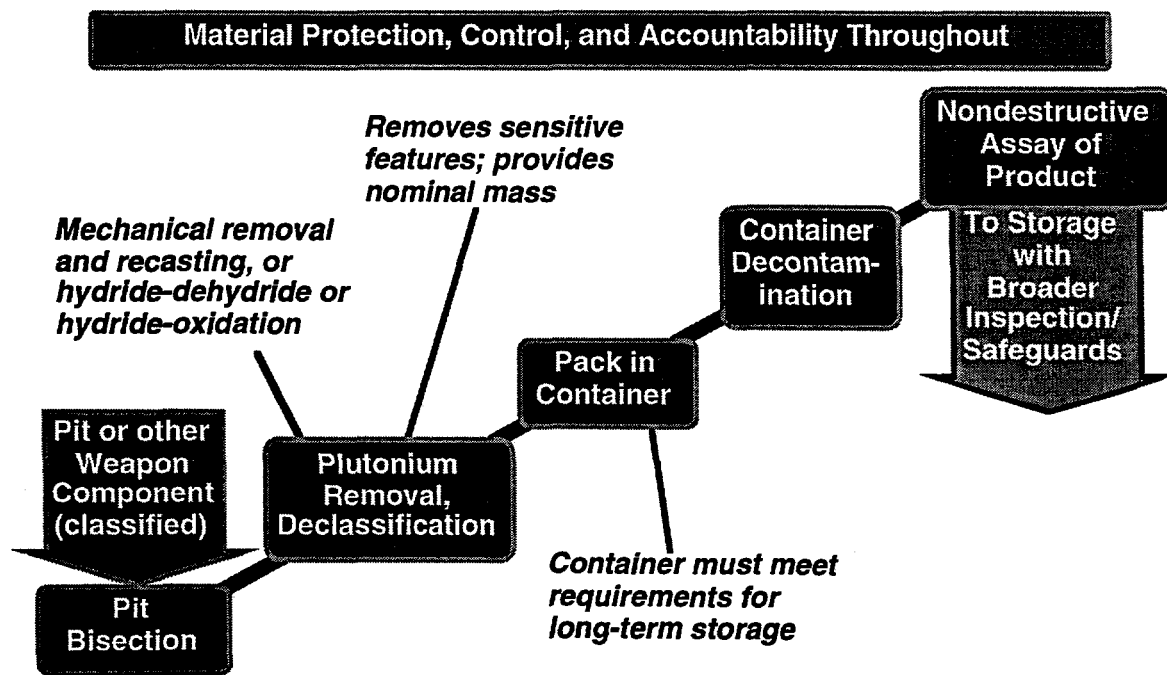 Material Protection, Control, and Accountability Throughout
Removes sensitive
features; provides
nominal mass
Mechanical removal
and recasting, or
hydride-dehydride or
hydride-oxidation
Nondestructive
Assay of
Product
To Storage
with
Broader
Inspection/
Safeguards
Container
Decontam-
ination
Pack in
Container
Pit or other
Weapon
Component
(classified)
Plutonium
Removal,
Declassification
Pit
Bisection
Container must meet
requirements for
long-term storage